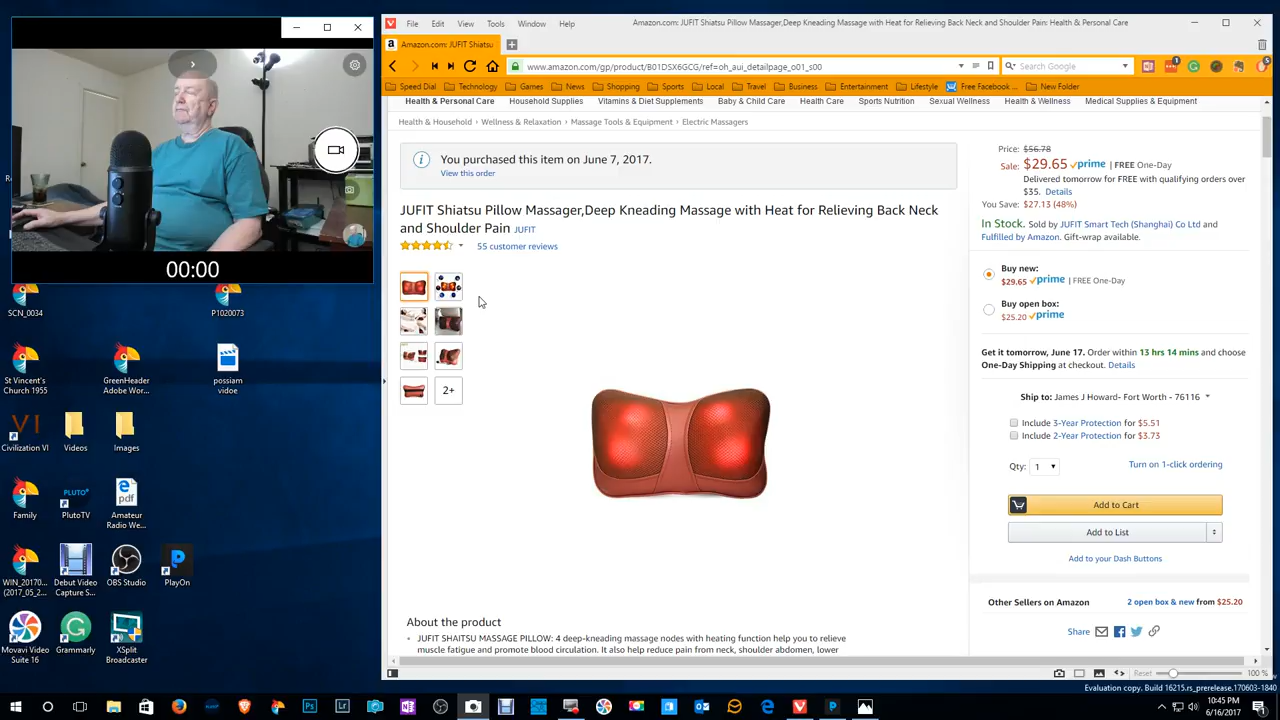 00:00
SCN_0034
P1020073
St Vincent's
Church 1955
GreenHeader
Adobe Wor...
possiam
vidoe
Civilization VI
Videos
Images
Family
PlutoTV
Amateur
Radio We...
WIN_20170...
(2017_05_2...
Debut Video
Capture S...
OBS Studio
PlayOn
Movavi Video
Suite 16
Grammarly
XSplit
Broadcaster
File Edit View Tools Window Help
Amazon.com: JUFIT Shiatsu Pillow Massager,Deep Kneading Massage with Heat for Relieving Back Neck and Shoulder Pain: Health & Personal Care
Amazon.com: JUFIT Shiatsu
www.amazon.com/gp/product/B01DSX6GCG/ref=oh_aui_detailpage_o01_s00
Search Google
Speed Dial Technology Games News Shopping Sports Local Travel Business Entertainment Lifestyle Free Facebook ... New Folder
Health & Personal Care Household Supplies Vitamins & Diet Supplements Baby & Child Care Health Care Sports Nutrition Sexual Wellness Health & Wellness Medical Supplies & Equipment
Health & Household › Wellness & Relaxation › Massage Tools & Equipment › Electric Massagers
You purchased this item on June 7, 2017.
View this order
JUFIT Shiatsu Pillow Massager,Deep Kneading Massage with Heat for Relieving Back Neck
and Shoulder Pain JUFIT
55 customer reviews
2+
About the product
JUFIT SHAITSU MASSAGE PILLOW: 4 deep-kneading massage nodes with heating function help you to relieve
muscle fatigue and promote blood circulation. It also help reduce pain from neck, shoulder abdomen, lower
Price: $56.78
Sale: $29.65 prime | FREE One-Day
Delivered tomorrow for FREE with qualifying orders over
$35. Details
You Save: $27.13 (48%)
In Stock. Sold by JUFIT Smart Tech (Shanghai) Co Ltd and
Fulfilled by Amazon. Gift-wrap available.
Buy new:
$29.65 prime | FREE One-Day
Buy open box:
$25.20 prime
Get it tomorrow, June 17. Order within 13 hrs 14 mins and choose
One-Day Shipping at checkout. Details
Ship to: James J Howard- Fort Worth - 76116
Include 3-Year Protection for $5.51
Include 2-Year Protection for $3.73
Qty: 1
Turn on 1-click ordering
Add to Cart
Add to List
Add to your Dash Buttons
Other Sellers on Amazon
2 open box & new from $25.20
Share
Reset
100 %
Evaluation copy. Build 16215.rs_prerelease.170603-1840
10:45 PM
6/16/2017